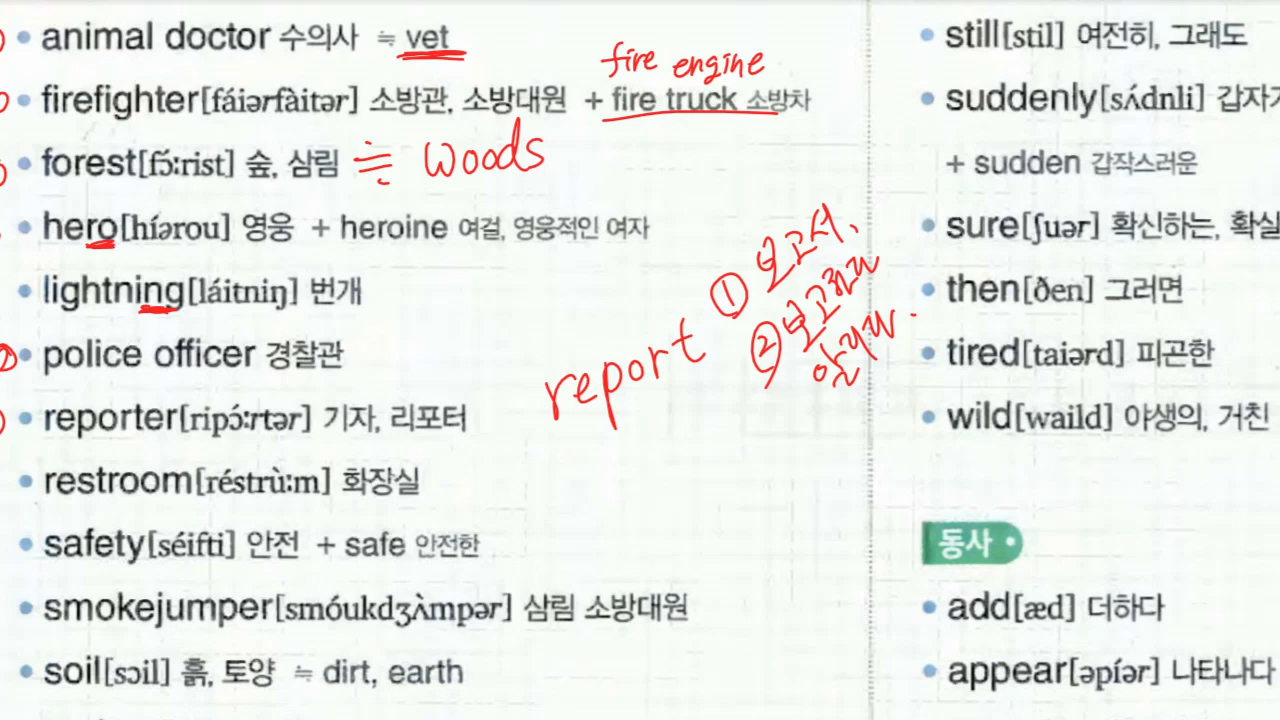 animal doctor 수의사 ≒ vet
fire engine
firefighter[fáiərfàitər] 소방관, 소방대원 + fire truck 소방차
forest[fɔ́ːrist] 숲, 삼림 ≒ woods
hero[híərou] 영웅 + heroine 여걸, 영웅적인 여자
lightning[láitniŋ] 번개
police officer 경찰관
reporter[ripɔ́ːrtər] 기자, 리포터
report ① 보고서,
② 보고하다
알리다.
restroom[réstrùːm] 화장실
safety[séifti] 안전 + safe 안전한
smokejumper[smóukdʒʌ̀mpər] 삼림 소방대원
soil[sɔil] 흙, 토양 ≒ dirt, earth
still[stil] 여전히, 그래도
suddenly[sʌ́dnli]
+ sudden 갑작스러운
sure[ʃuər] 확신하는, 확실
then[ðen] 그러면
tired[taiərd] 피곤한
wild[waild] 야생의, 거친
동사
add[æd] 더하다
appear[əpíər] 나타나다